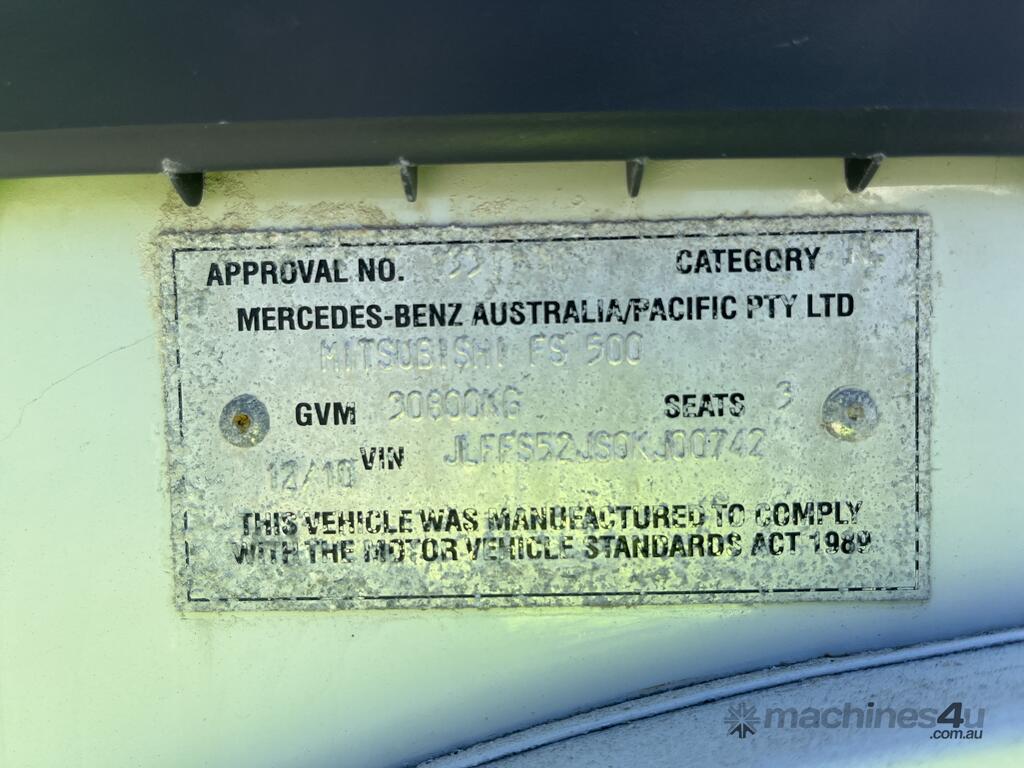 APPROVAL NO. CATEGORY
MERCEDES-BENZ AUSTRALIA/PACIFIC PTY LTD
MITSUBISHI FS 500
GVM 30800KG SEATS 3
12/10 VIN JLFFS52JS0KJ00742
THIS VEHICLE WAS MANUFACTURED TO COMPLY
WITH THE MOTOR VEHICLE STANDARDS ACT 1989
machines4u
.com.au